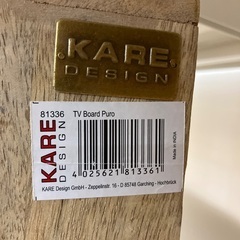 .KARE.
DESIGN
81336 TV Board Puro
KARE
DESIGN
Made in INDIA
4 025621 813361
KARE Design GmbH - Zeppelinstr. 16 - D 85748 Garching - Hochbrück